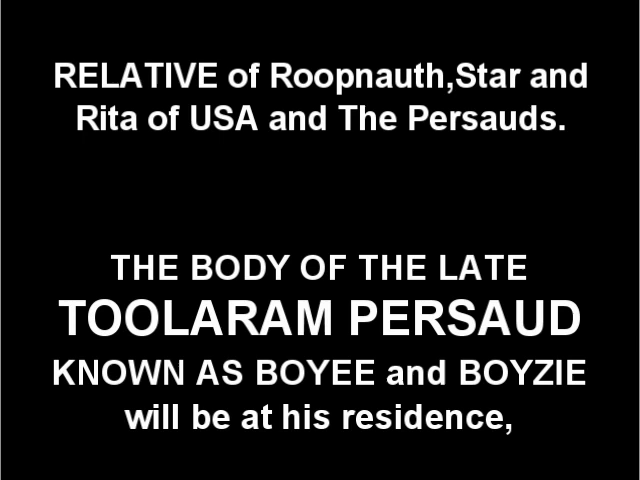 RELATIVE of Roopnauth,Star and
Rita of USA and The Persauds.
THE BODY OF THE LATE
TOOLARAM PERSAUD
KNOWN AS BOYEE and BOYZIE
will be at his residence,